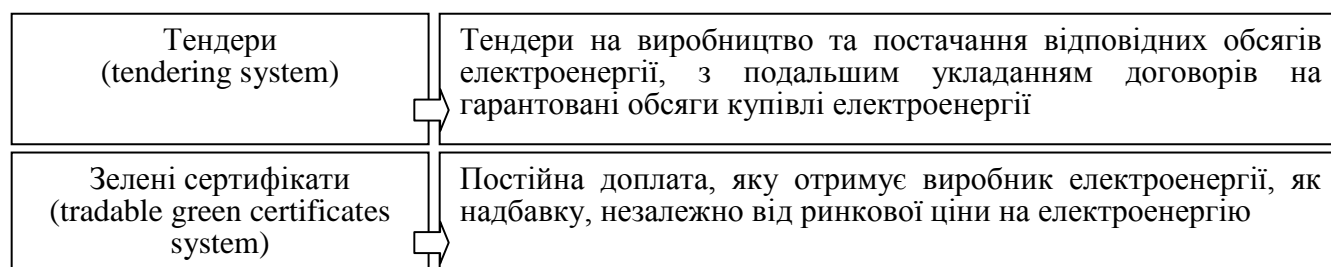 Тендери
(tendering system)
Тендери на виробництво та постачання відповідних обсягів
електроенергії, з подальшим укладанням договорів на
гарантовані обсяги купівлі електроенергії
Зелені сертифікати
(tradable green certificates
system)
Постійна доплата, яку отримує виробник електроенергії, як
надбавку, незалежно від ринкової ціни на електроенергію